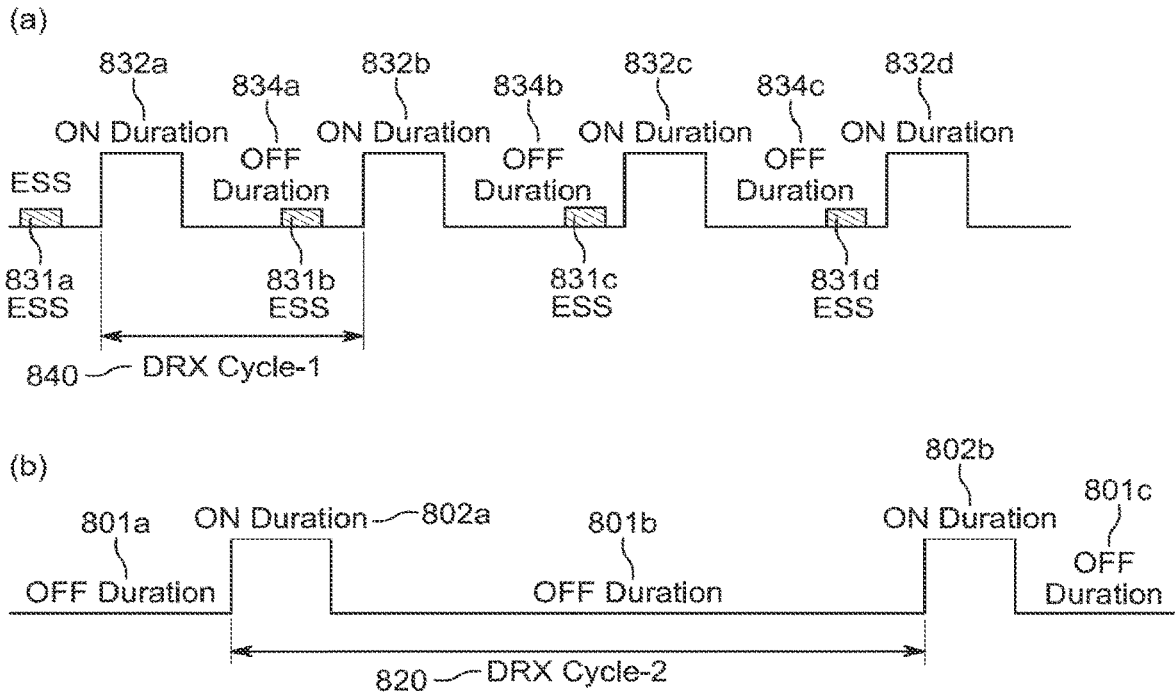 (a)
832a 832b 832c 832d
834a 834b 834c
ON Duration ON Duration ON Duration ON Duration
OFF Duration OFF Duration OFF Duration
ESS
831a ESS 831b ESS 831c ESS 831d ESS
840 DRX Cycle-1
(b)
802b
801a ON Duration 802a 801b ON Duration 801c
OFF Duration OFF Duration OFF Duration
820 DRX Cycle-2